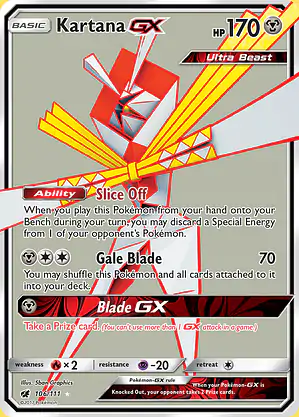 BASIC Kartana GX HP 170
Ultra Beast
Ability Slice Off
When you play this Pokémon from your hand onto your
Bench during your turn, you may discard a Special Energy
from 1 of your opponent's Pokémon.
Gale Blade 70
You may shuffle this Pokémon and all cards attached to it
into your deck.
Blade GX
Take a Prize card. (You can't use more than 1 GX attack in a game.)
weakness × 2 resistance -20 retreat
Illus. 5ban Graphics
106/111
©2017 Pokémon
Pokémon-GX rule
When your Pokémon-GX is
Knocked Out, your opponent takes 2 Prize cards.